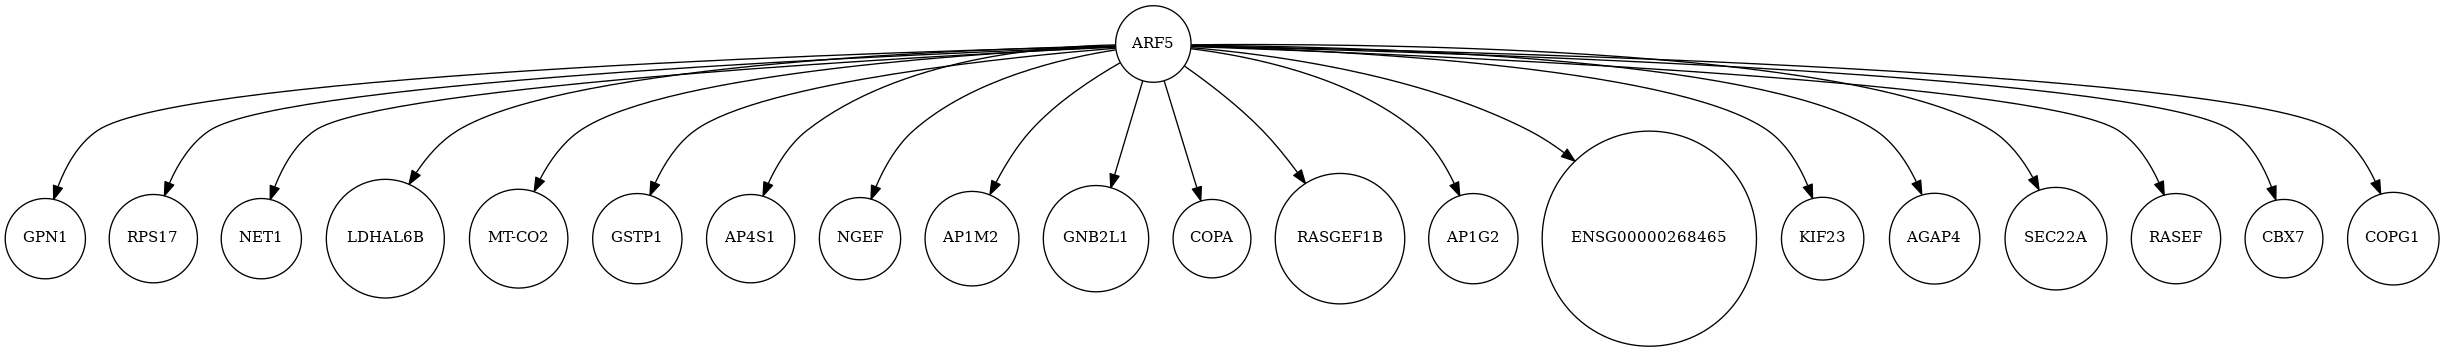 ARF5
GPN1
RPS17
NET1
LDHAL6B
MT-CO2
GSTP1
AP4S1
NGEF
AP1M2
GNB2L1
COPA
RASGEF1B
AP1G2
ENSG00000268465
KIF23
AGAP4
SEC22A
RASEF
CBX7
COPG1